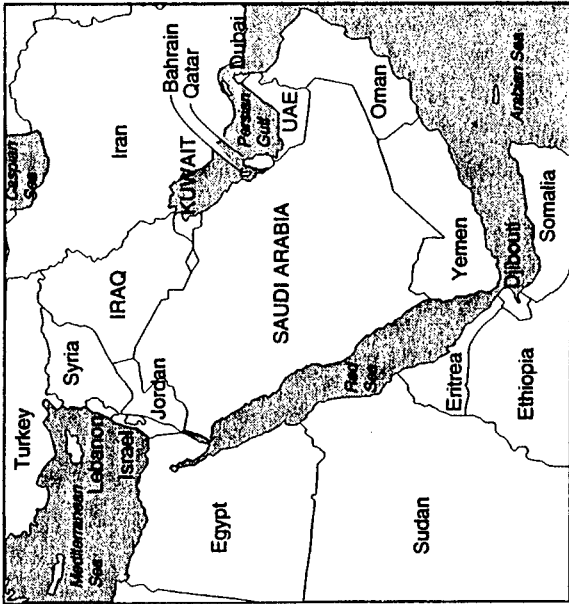 Turkey
Caspian
Sea
Mediterranean
Sea
Lebanon
Israel
Syria
Jordan
IRAQ
Iran
KUWAIT
Bahrain
Qatar
Persian
Gulf
Dubai
UAE
Oman
Egypt
SAUDI ARABIA
Red
Sea
Yemen
Arabian Sea
Sudan
Eritrea
Ethiopia
Djibouti
Somalia